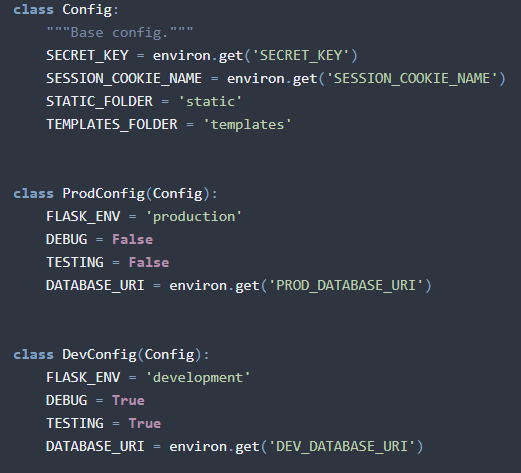 class Config:
    """Base config."""
    SECRET_KEY = environ.get('SECRET_KEY')
    SESSION_COOKIE_NAME = environ.get('SESSION_COOKIE_NAME')
    STATIC_FOLDER = 'static'
    TEMPLATES_FOLDER = 'templates'


class ProdConfig(Config):
    FLASK_ENV = 'production'
    DEBUG = False
    TESTING = False
    DATABASE_URI = environ.get('PROD_DATABASE_URI')


class DevConfig(Config):
    FLASK_ENV = 'development'
    DEBUG = True
    TESTING = True
    DATABASE_URI = environ.get('DEV_DATABASE_URI')